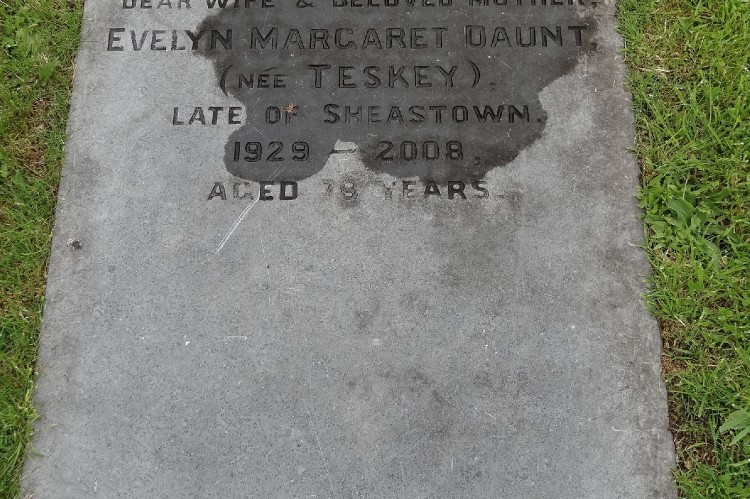 DEAR WIFE & BELOVED MOTHER.
EVELYN MARGARET DAUNT,
(NÉE TESKEY),
LATE OF SHEASTOWN.
1929 — 2008,
AGED 78 YEARS.